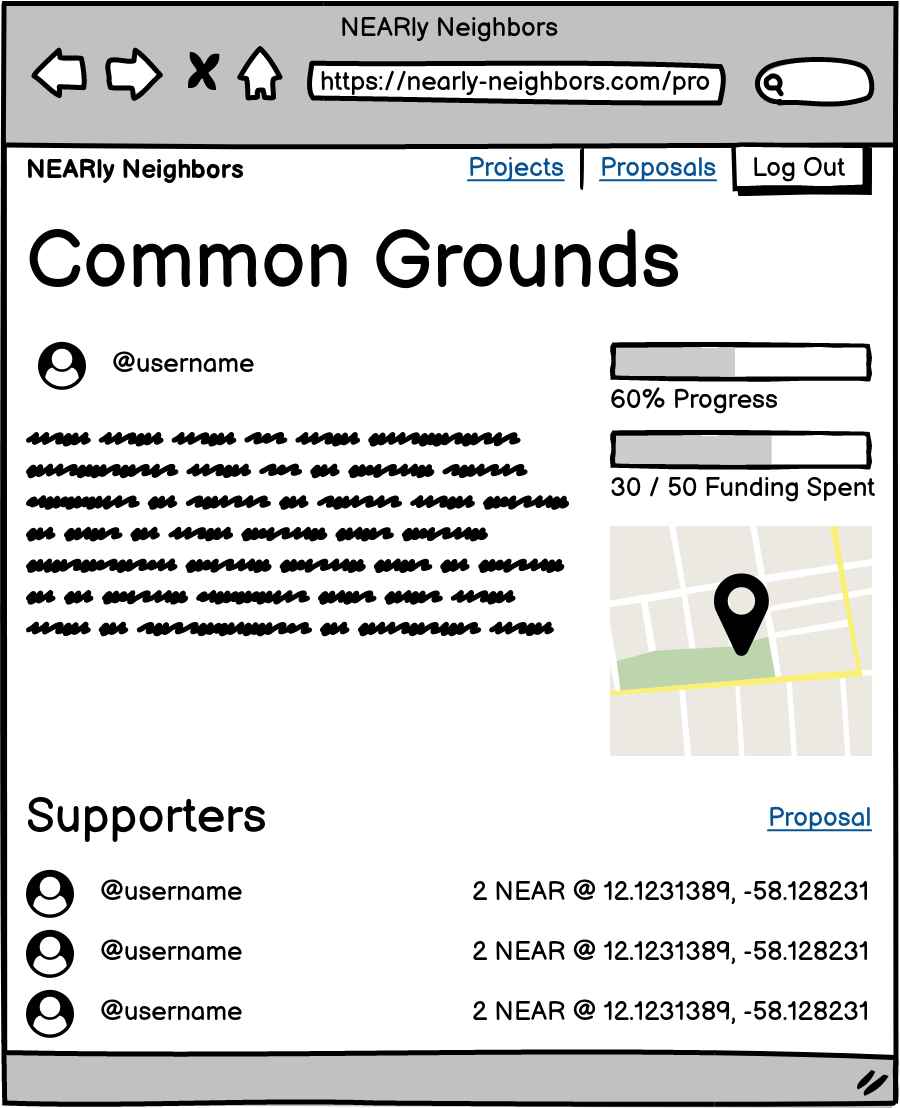 NEARly Neighbors
https://nearly-neighbors.com/pro
NEARly Neighbors
Projects
Proposals
Log Out
Common Grounds
@username
60% Progress
30 / 50 Funding Spent
Supporters
Proposal
@username 2 NEAR @ 12.1231389, -58.128231
@username 2 NEAR @ 12.1231389, -58.128231
@username 2 NEAR @ 12.1231389, -58.128231